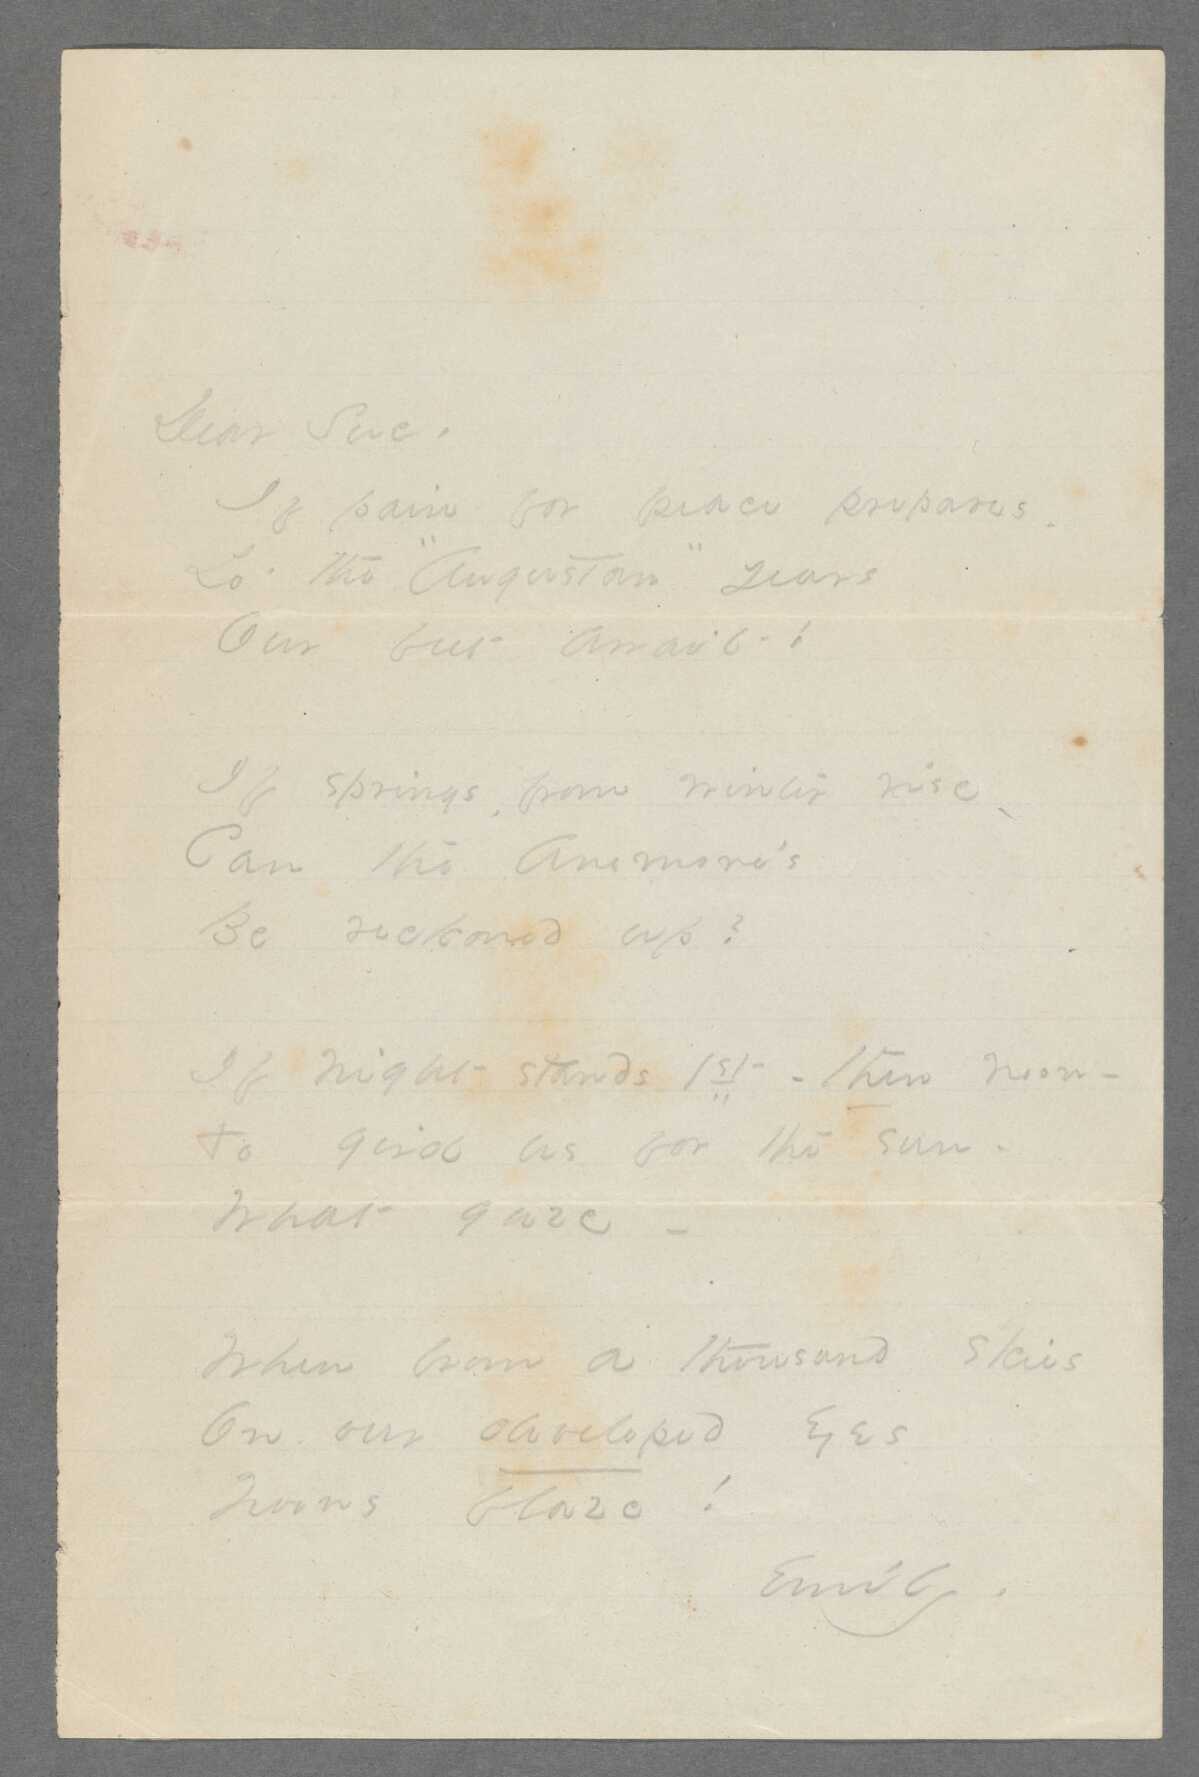 Dear Sue.
If pain for peace prepares.
Lo. the "Augustan" years
Our feet await!
If springs, from winter rise,
Can the Anemone's
Be reckoned up?
If night stands 1st - then noon -
To gird us for the sun.
What gaze -
When from a thousand skies
On our developed Eyes
Noons blaze!
Emily.